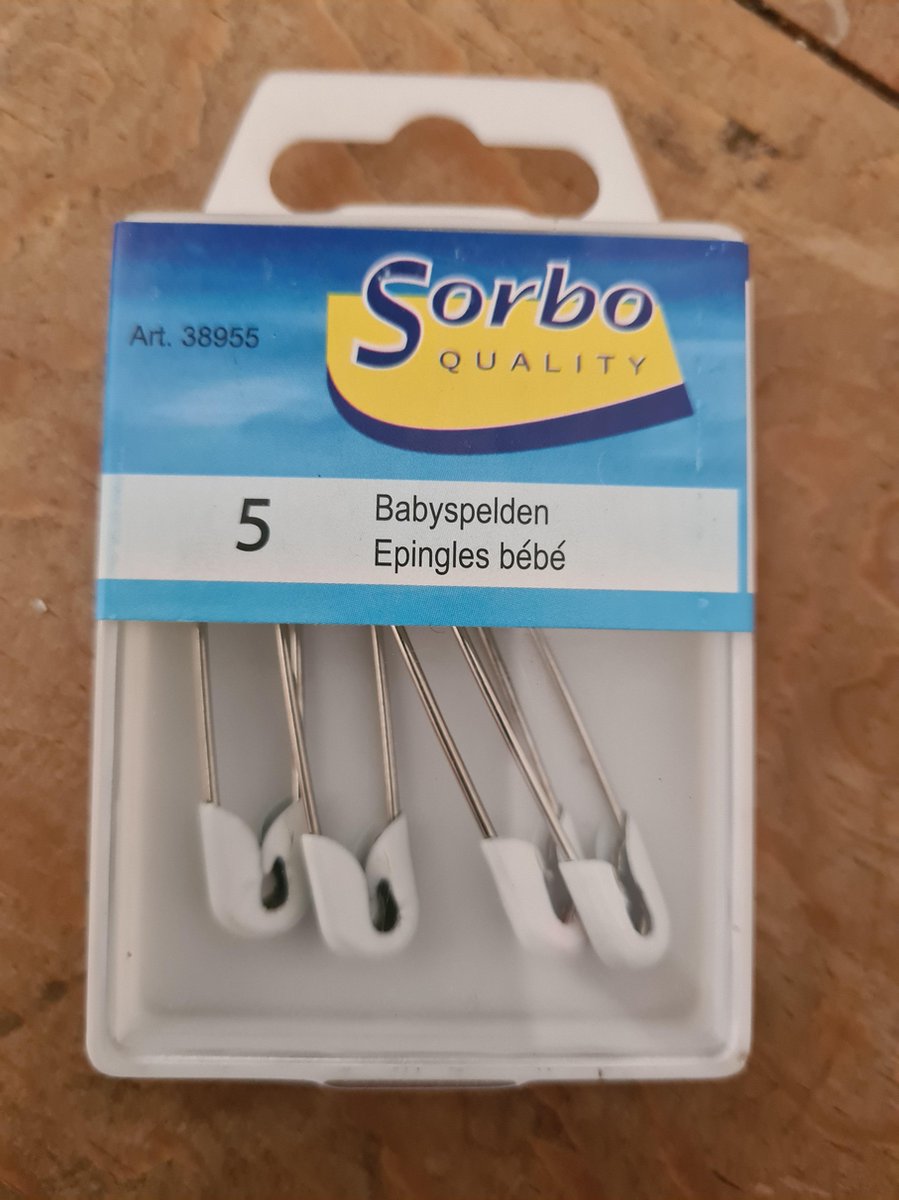 Sorbo
QUALITY
Art. 38955
5
Babyspelden
Epingles bébé